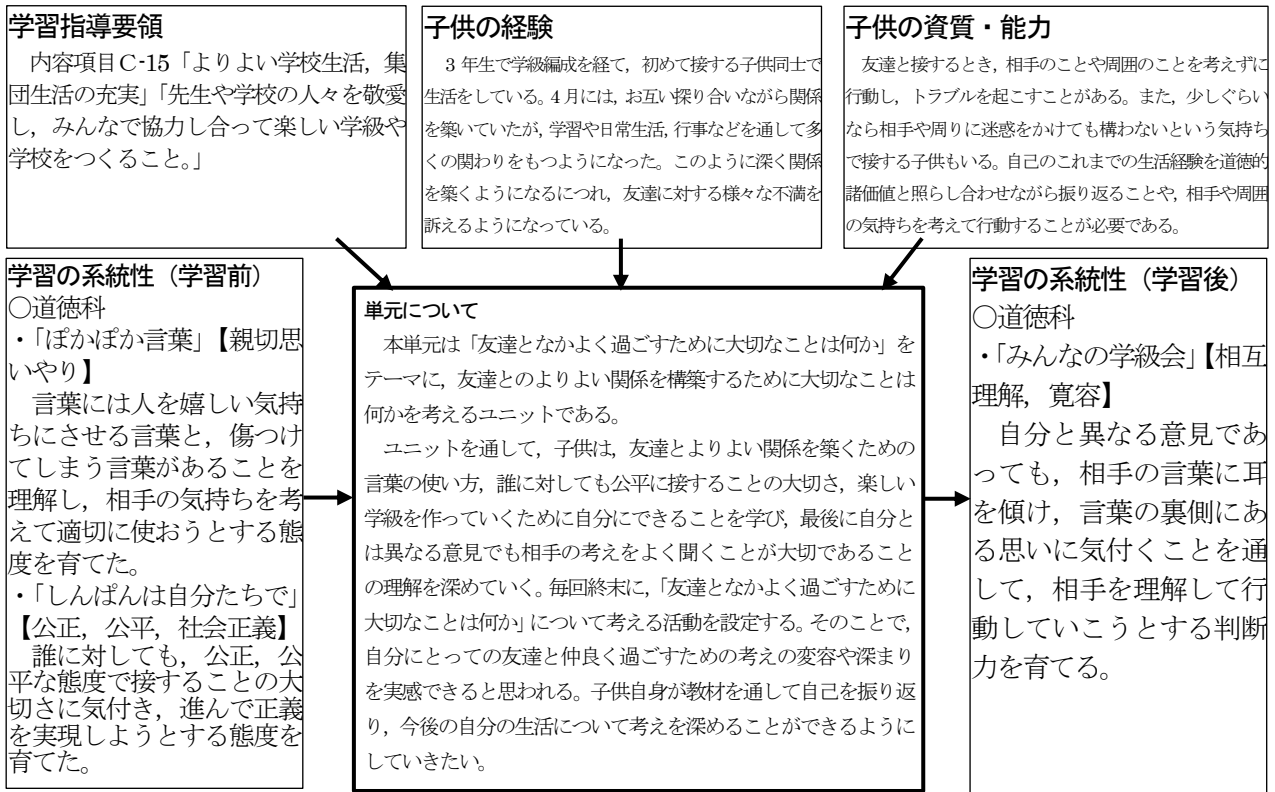 学習指導要領
内容項目C-15「よりよい学校生活，集
団生活の充実」「先生や学校の人々を敬愛
し，みんなで協力し合って楽しい学級や
学校をつくること。」
子供の経験
3年生で学級編成を経て，初めて接する子供同士で
生活をしている。4月には，お互い探り合いながら関係
を築いていたが，学習や日常生活，行事などを通して多
くの関わりをもつようになった。このように深く関係
を築くようになるにつれ，友達に対する様々な不満を
訴えるようになっている。
子供の資質・能力
友達と接するとき，相手のことや周囲のことを考えずに
行動し，トラブルを起こすことがある。また，少しぐらい
なら相手や周りに迷惑をかけても構わないという気持ち
で接する子供もいる。自己のこれまでの生活経験を道徳的
諸価値と照らし合わせながら振り返ることや，相手や周囲
の気持ちを考えて行動することが必要である。
学習の系統性（学習前）
○道徳科
・「ぽかぽか言葉」【親切思
いやり】
言葉には人を嬉しい気持
ちにさせる言葉と，傷つけ
てしまう言葉があることを
理解し，相手の気持ちを考
えて適切に使おうとする態
度を育てた。
・「しんぱんは自分たちで」
【公正，公平，社会正義】
誰に対しても，公正，公
平な態度で接することの大
切さに気付き，進んで正義
を実現しようとする態度を
育てた。
単元について
本単元は「友達となかよく過ごすために大切なことは何か」を
テーマに，友達とのよりよい関係を構築するために大切なことは
何かを考えるユニットである。
ユニットを通して，子供は，友達とよりよい関係を築くための
言葉の使い方，誰に対しても公平に接することの大切さ，楽しい
学級を作っていくために自分にできることを学び，最後に自分と
は異なる意見でも相手の考えをよく聞くことが大切であること
の理解を深めていく。毎回終末に，「友達となかよく過ごすために
大切なことは何か」について考える活動を設定する。そのことで，
自分にとっての友達と仲良く過ごすための考えの変容や深まり
を実感できると思われる。子供自身が教材を通して自己を振り返
り，今後の自分の生活について考えを深めることができるように
していきたい。
学習の系統性（学習後）
○道徳科
・「みんなの学級会」【相互
理解，寛容】
自分と異なる意見であ
っても，相手の言葉に耳
を傾け，言葉の裏側にあ
る思いに気付くことを通
して，相手を理解して行
動していこうとする判断
力を育てる。